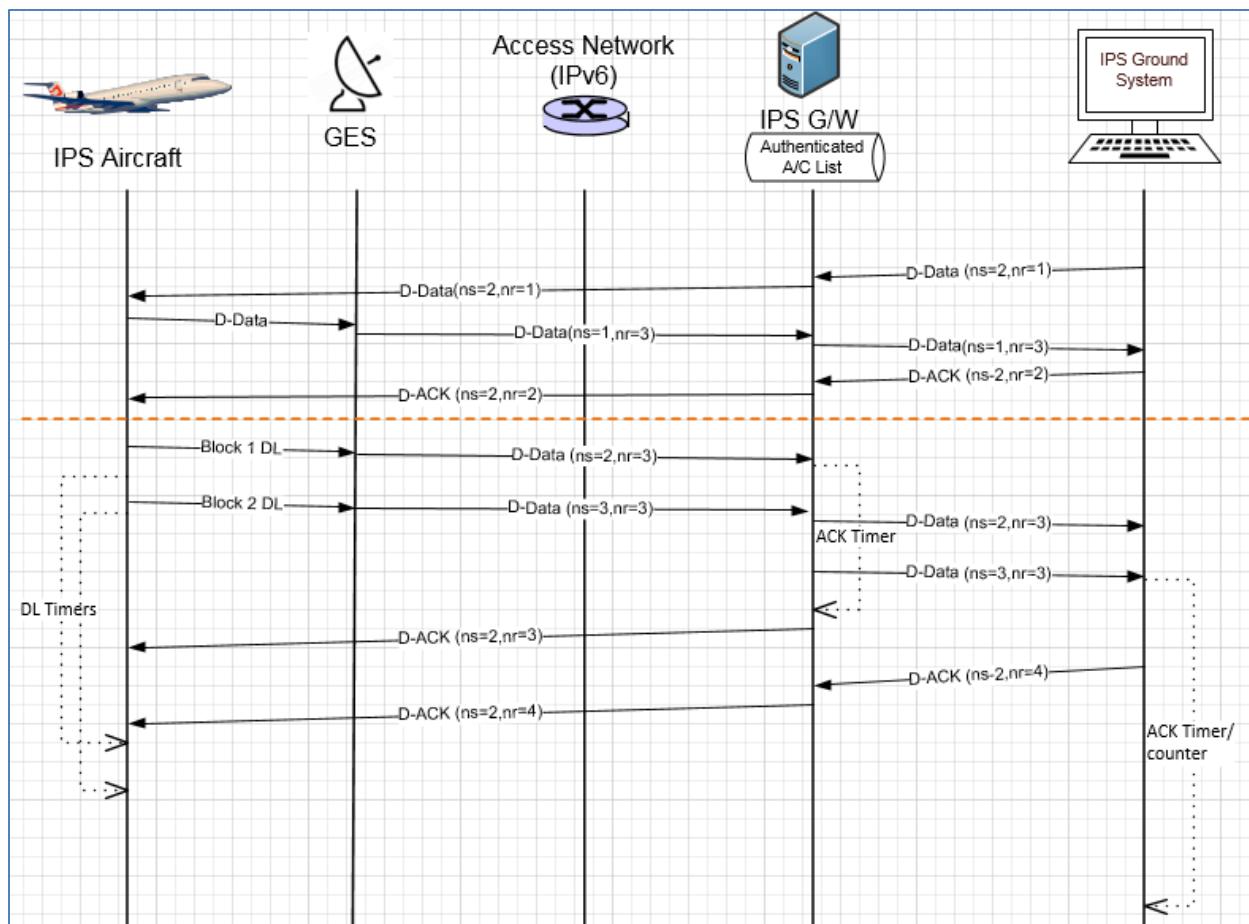 Access Network
(IPv6)
IPS Ground
System
GES
IPS G/W
IPS Aircraft
Authenticated
A/C List
D-Data (ns=2,nr=1)
D-Data(ns=2,nr=1)
D-Data
D-Data(ns=1,nr=3)
D-Data(ns=1,nr=3)
D-ACK (ns-2,nr=2)
D-ACK (ns=2,nr=2)
Block 1 DL
D-Data (ns=2,nr=3)
Block 2 DL
D-Data (ns=3,nr=3)
D-Data (ns=2,nr=3)
ACK Timer
D-Data (ns=3,nr=3)
DL Timers
D-ACK (ns=2,nr=3)
D-ACK (ns-2,nr=4)
D-ACK (ns=2,nr=4)
ACK Timer/
counter